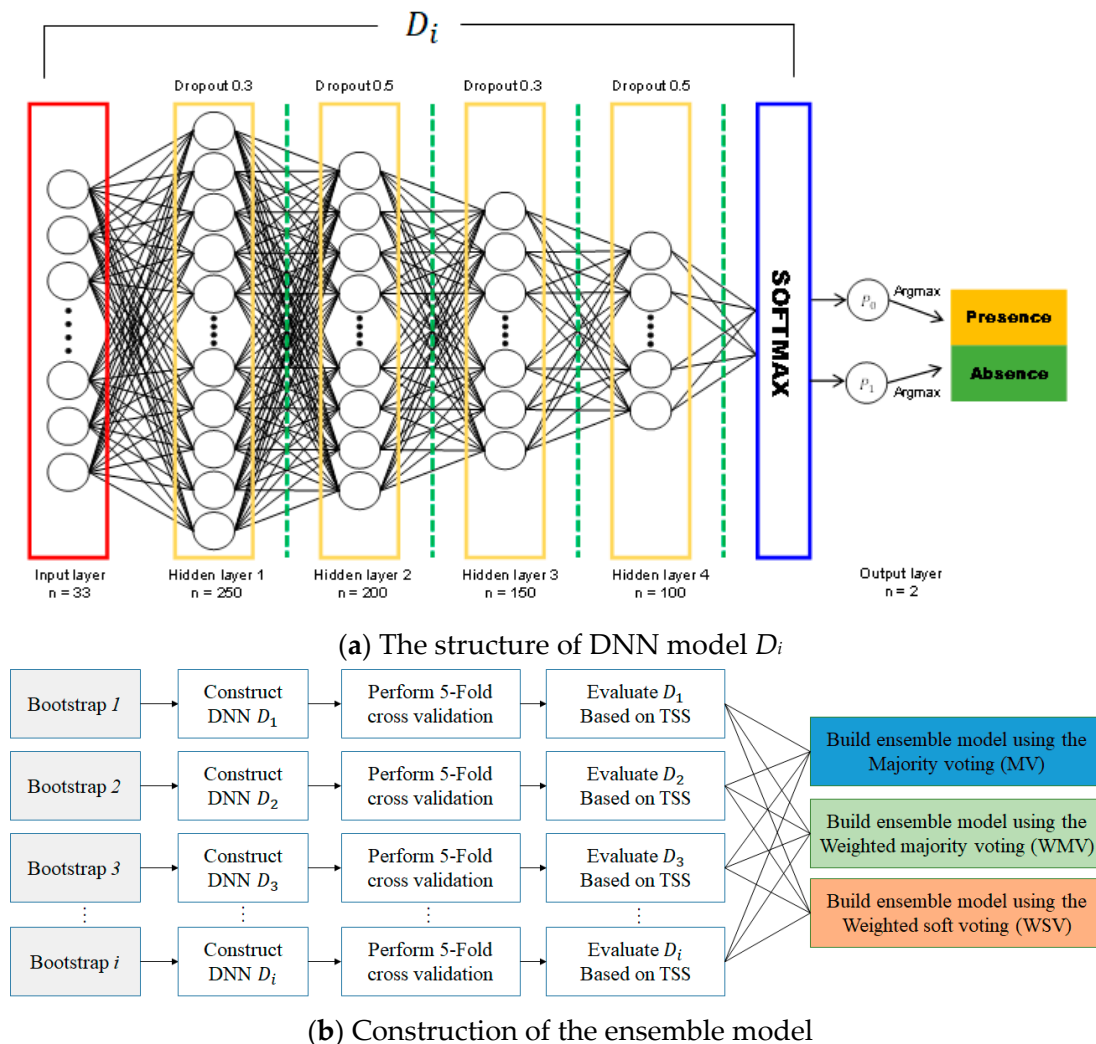 D_i
Dropout 0.3
Dropout 0.5
Dropout 0.3
Dropout 0.5
SOFTMAX
P_0
Argmax
Presence
P_1
Argmax
Absence
Input layer
n = 33
Hidden layer 1
n = 250
Hidden layer 2
n = 200
Hidden layer 3
n = 150
Hidden layer 4
n = 100
Output layer
n = 2
(a) The structure of DNN model D_i
Bootstrap 1
Construct
DNN D_1
Perform 5-Fold
cross validation
Evaluate D_1
Based on TSS
Bootstrap 2
Construct
DNN D_2
Perform 5-Fold
cross validation
Evaluate D_2
Based on TSS
Bootstrap 3
Construct
DNN D_3
Perform 5-Fold
cross validation
Evaluate D_3
Based on TSS
Bootstrap i
Construct
DNN D_i
Perform 5-Fold
cross validation
Evaluate D_i
Based on TSS
Build ensemble model using the
Majority voting (MV)
Build ensemble model using the
Weighted majority voting (WMV)
Build ensemble model using the
Weighted soft voting (WSV)
(b) Construction of the ensemble model